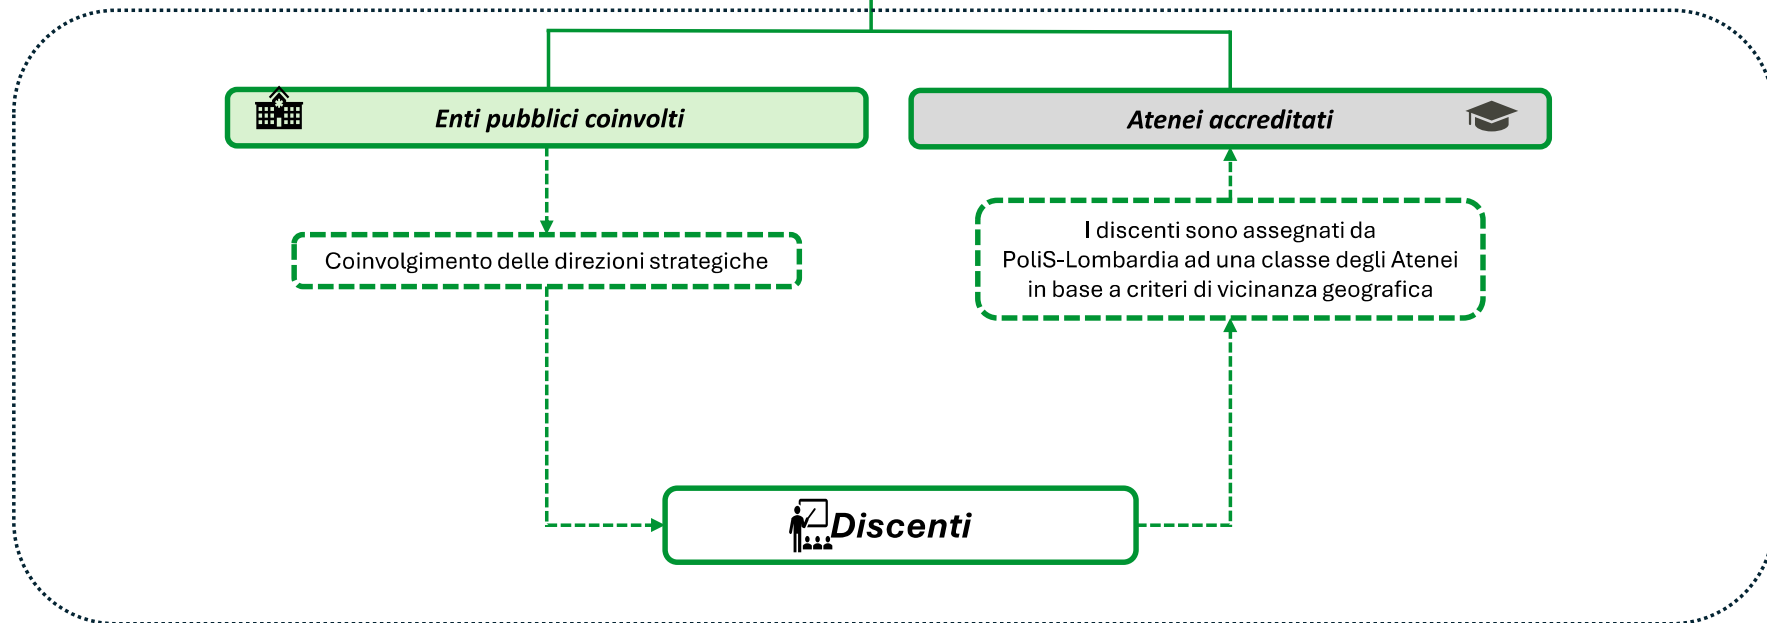 Enti pubblici coinvolti
Atenei accreditati
Coinvolgimento delle direzioni strategiche
I discenti sono assegnati da
PoliS-Lombardia ad una classe degli Atenei
in base a criteri di vicinanza geografica
Discenti